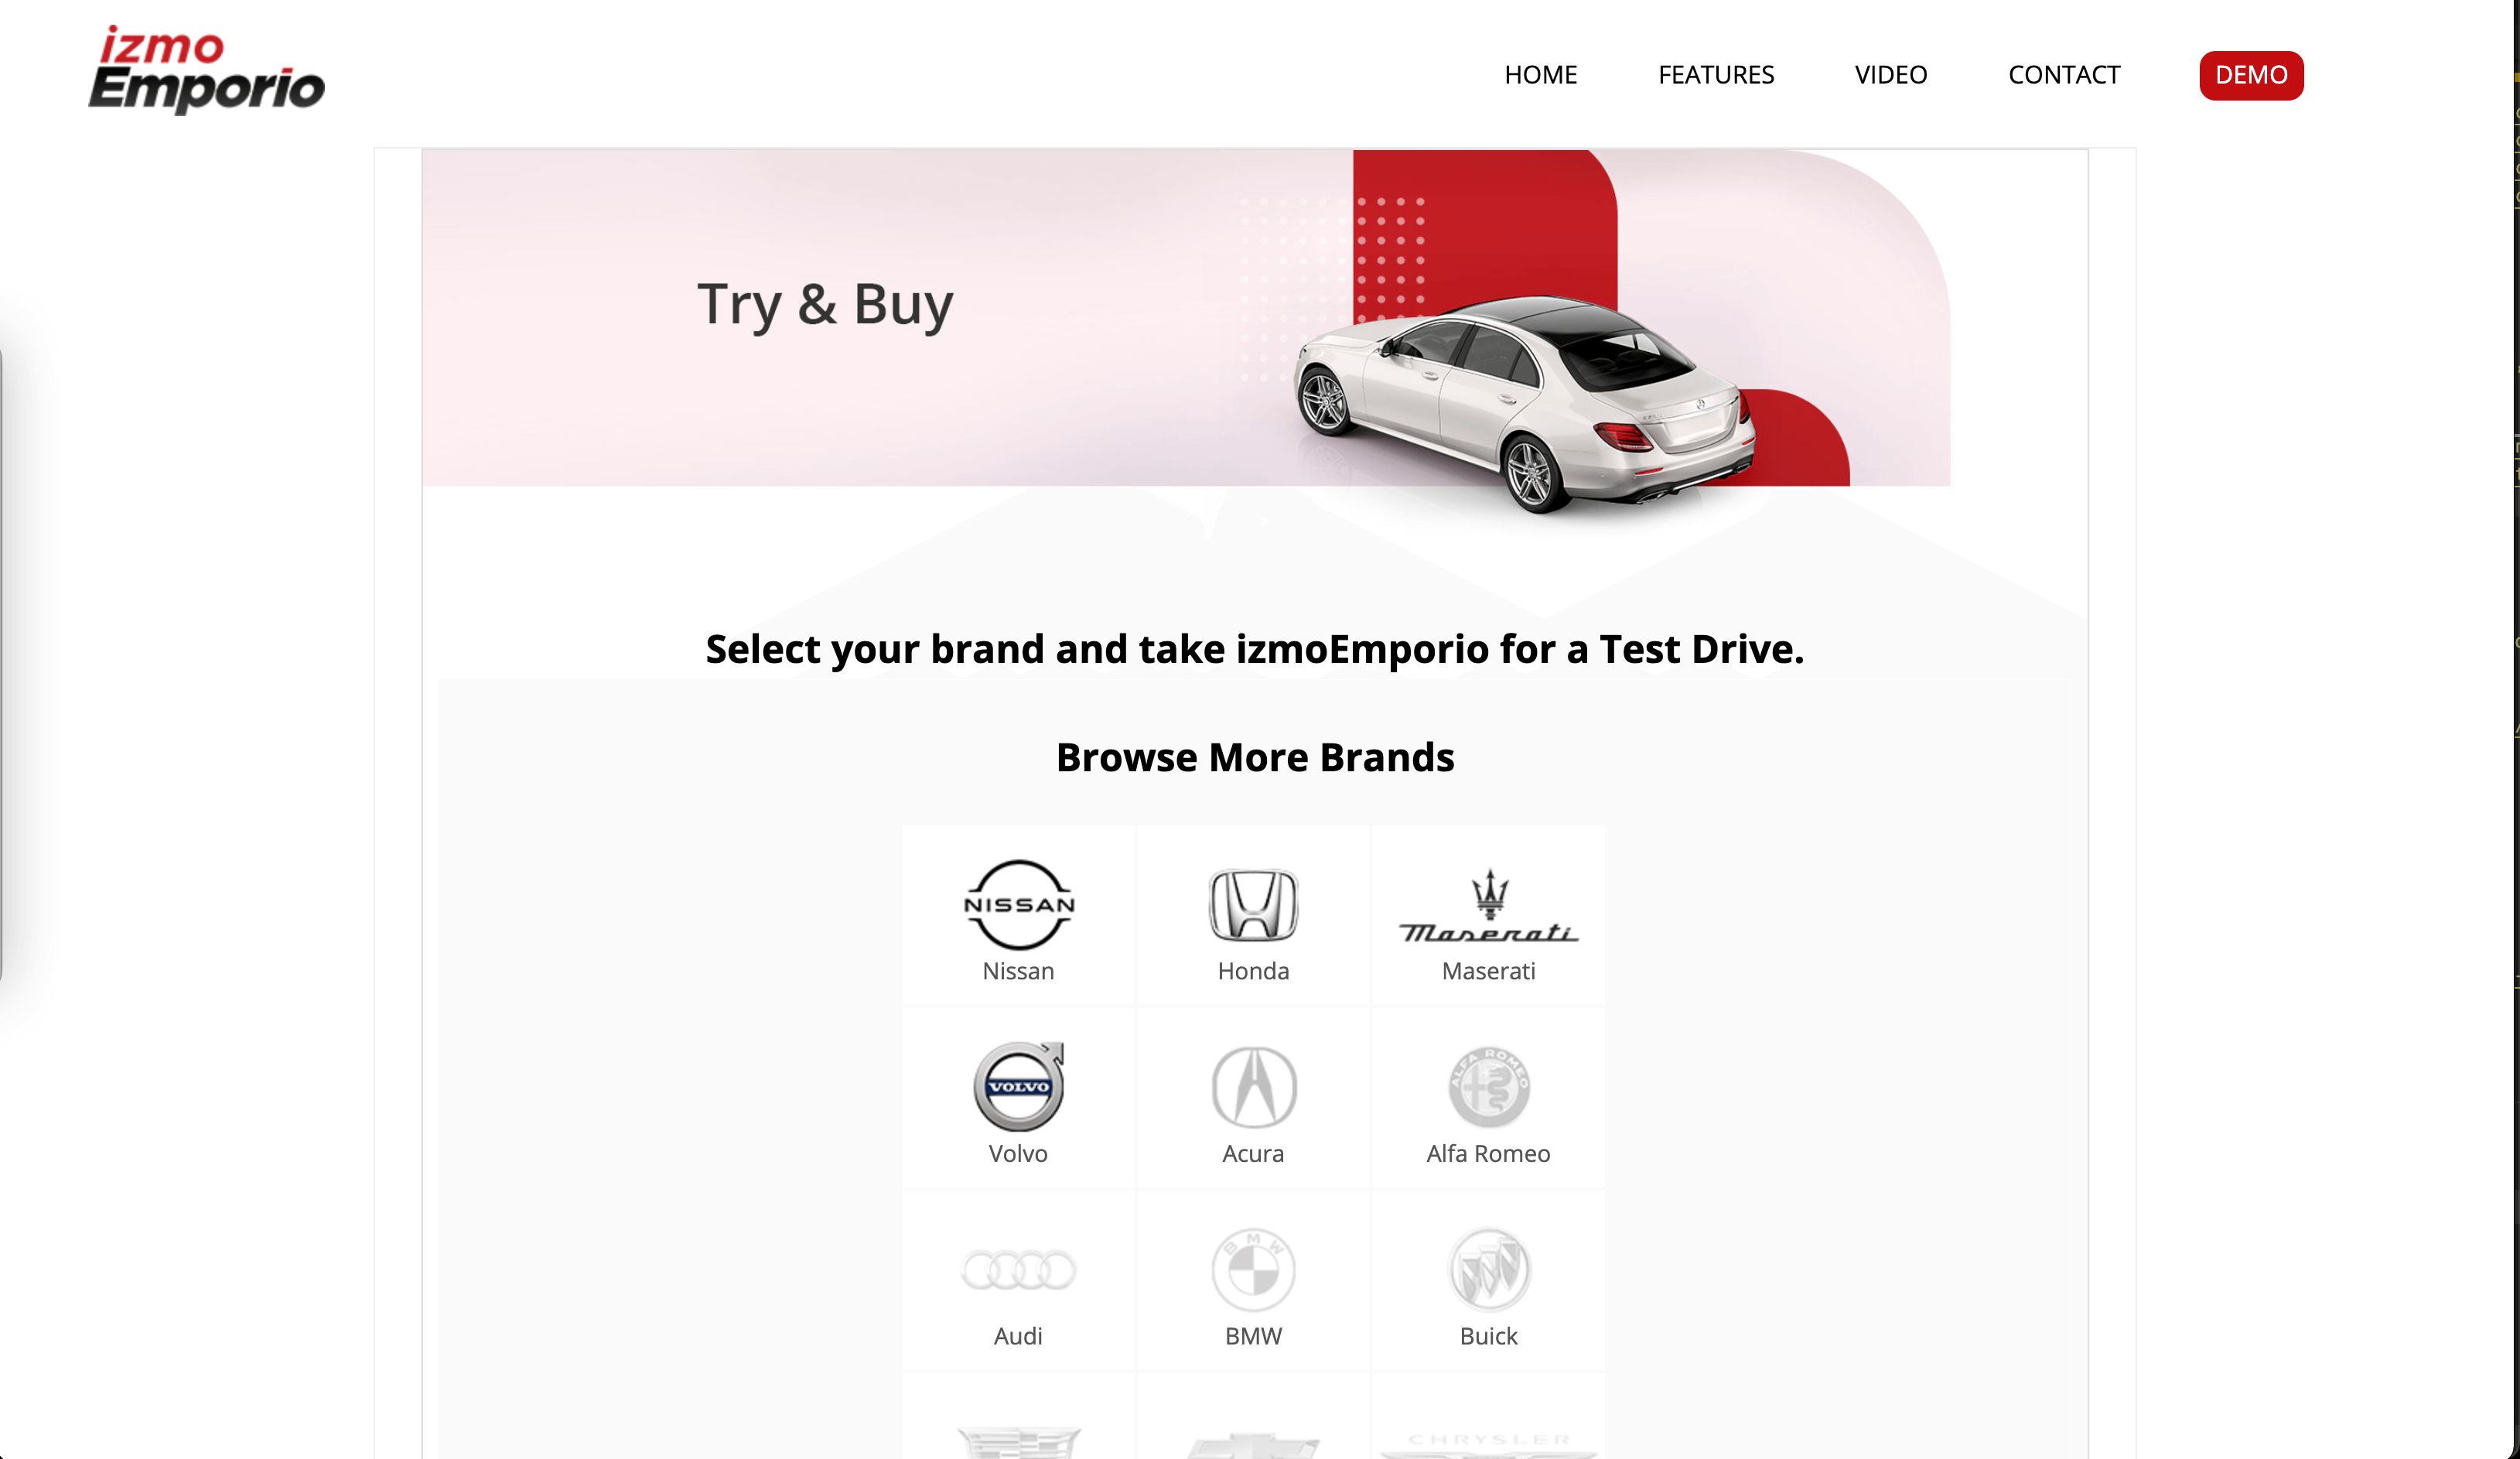 izmo
Emporio
HOME FEATURES VIDEO CONTACT DEMO
Try & Buy
Select your brand and take izmoEmporio for a Test Drive.
Browse More Brands
NISSAN
Maserati
Nissan Honda Maserati
VOLVO
ALFA ROMEO
Volvo Acura Alfa Romeo
BMW
Audi BMW Buick
CHRYSLER